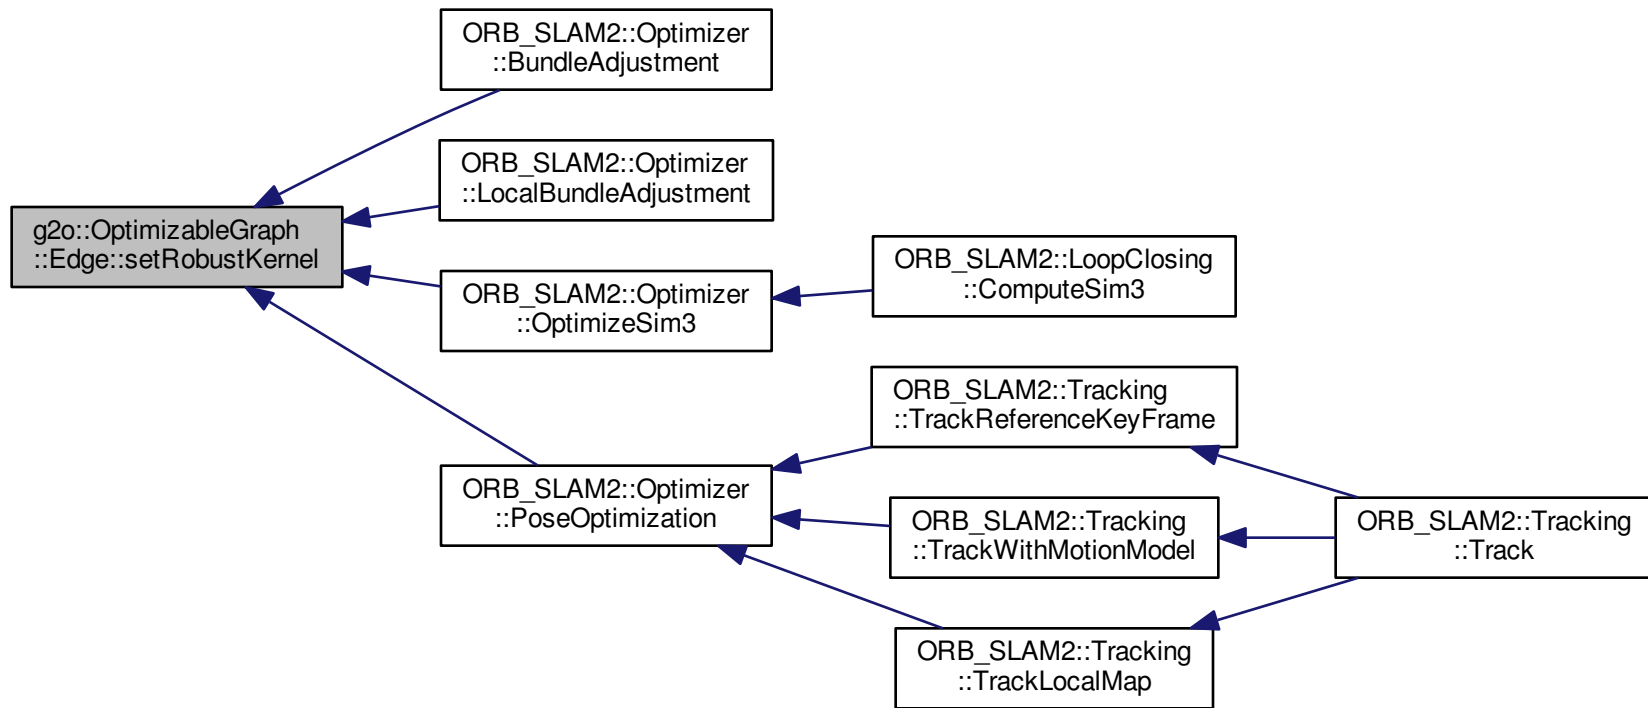 ORB_SLAM2::Optimizer
::BundleAdjustment
ORB_SLAM2::Optimizer
::LocalBundleAdjustment
g2o::OptimizableGraph
::Edge::setRobustKernel
ORB_SLAM2::LoopClosing
::ComputeSim3
ORB_SLAM2::Optimizer
::OptimizeSim3
ORB_SLAM2::Tracking
::TrackReferenceKeyFrame
ORB_SLAM2::Optimizer
::PoseOptimization
ORB_SLAM2::Tracking
::TrackWithMotionModel
ORB_SLAM2::Tracking
::Track
ORB_SLAM2::Tracking
::TrackLocalMap